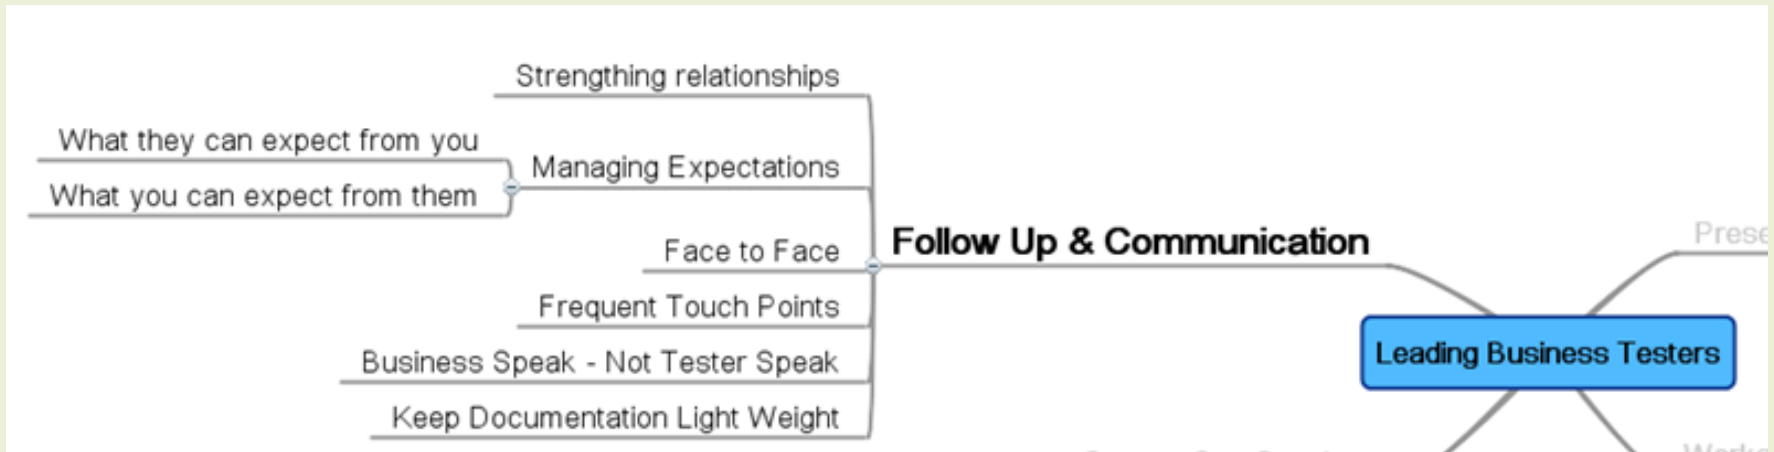 Strengthing relationships
What they can expect from you
Managing Expectations
What you can expect from them
Face to Face
Follow Up & Communication
Frequent Touch Points
Business Speak - Not Tester Speak
Leading Business Testers
Keep Documentation Light Weight